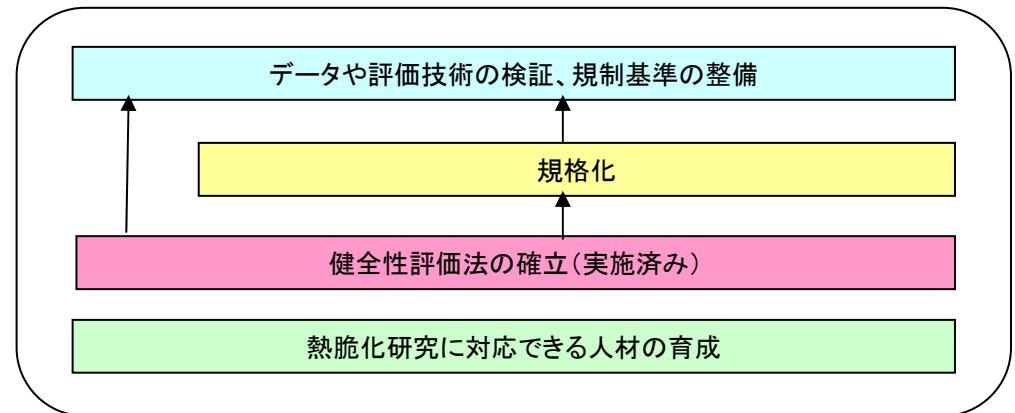 データや評価技術の検証、規制基準の整備
規格化
健全性評価法の確立(実施済み)
熱脆化研究に対応できる人材の育成